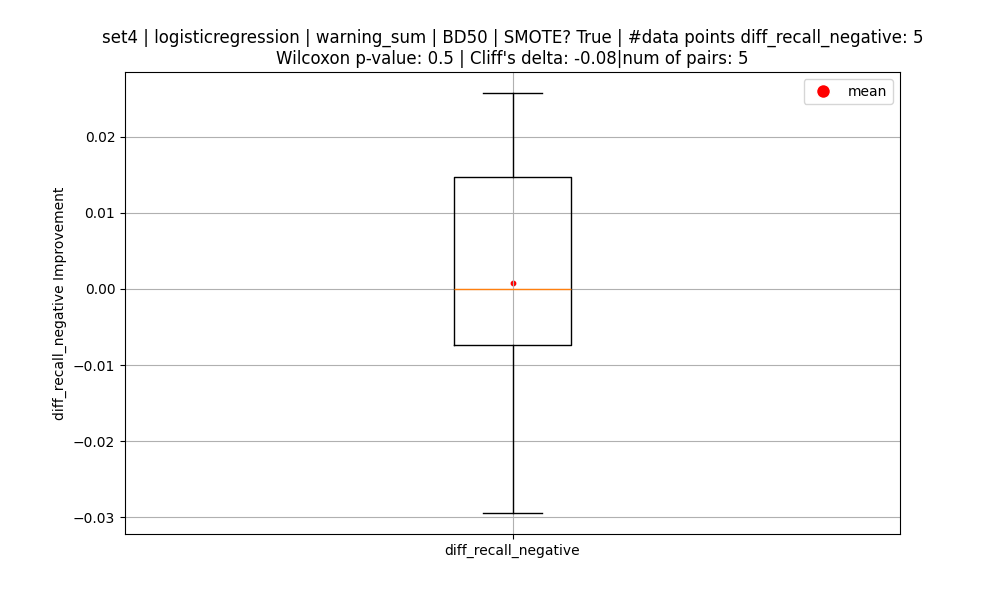 set4 | logisticregression | warning_sum | BD50 | SMOTE? True | #data points diff_recall_negative: 5
Wilcoxon p-value: 0.5 | Cliff's delta: -0.08|num of pairs: 5
mean
0.02
0.01
0.00
−0.01
−0.02
−0.03
diff_recall_negative Improvement
diff_recall_negative